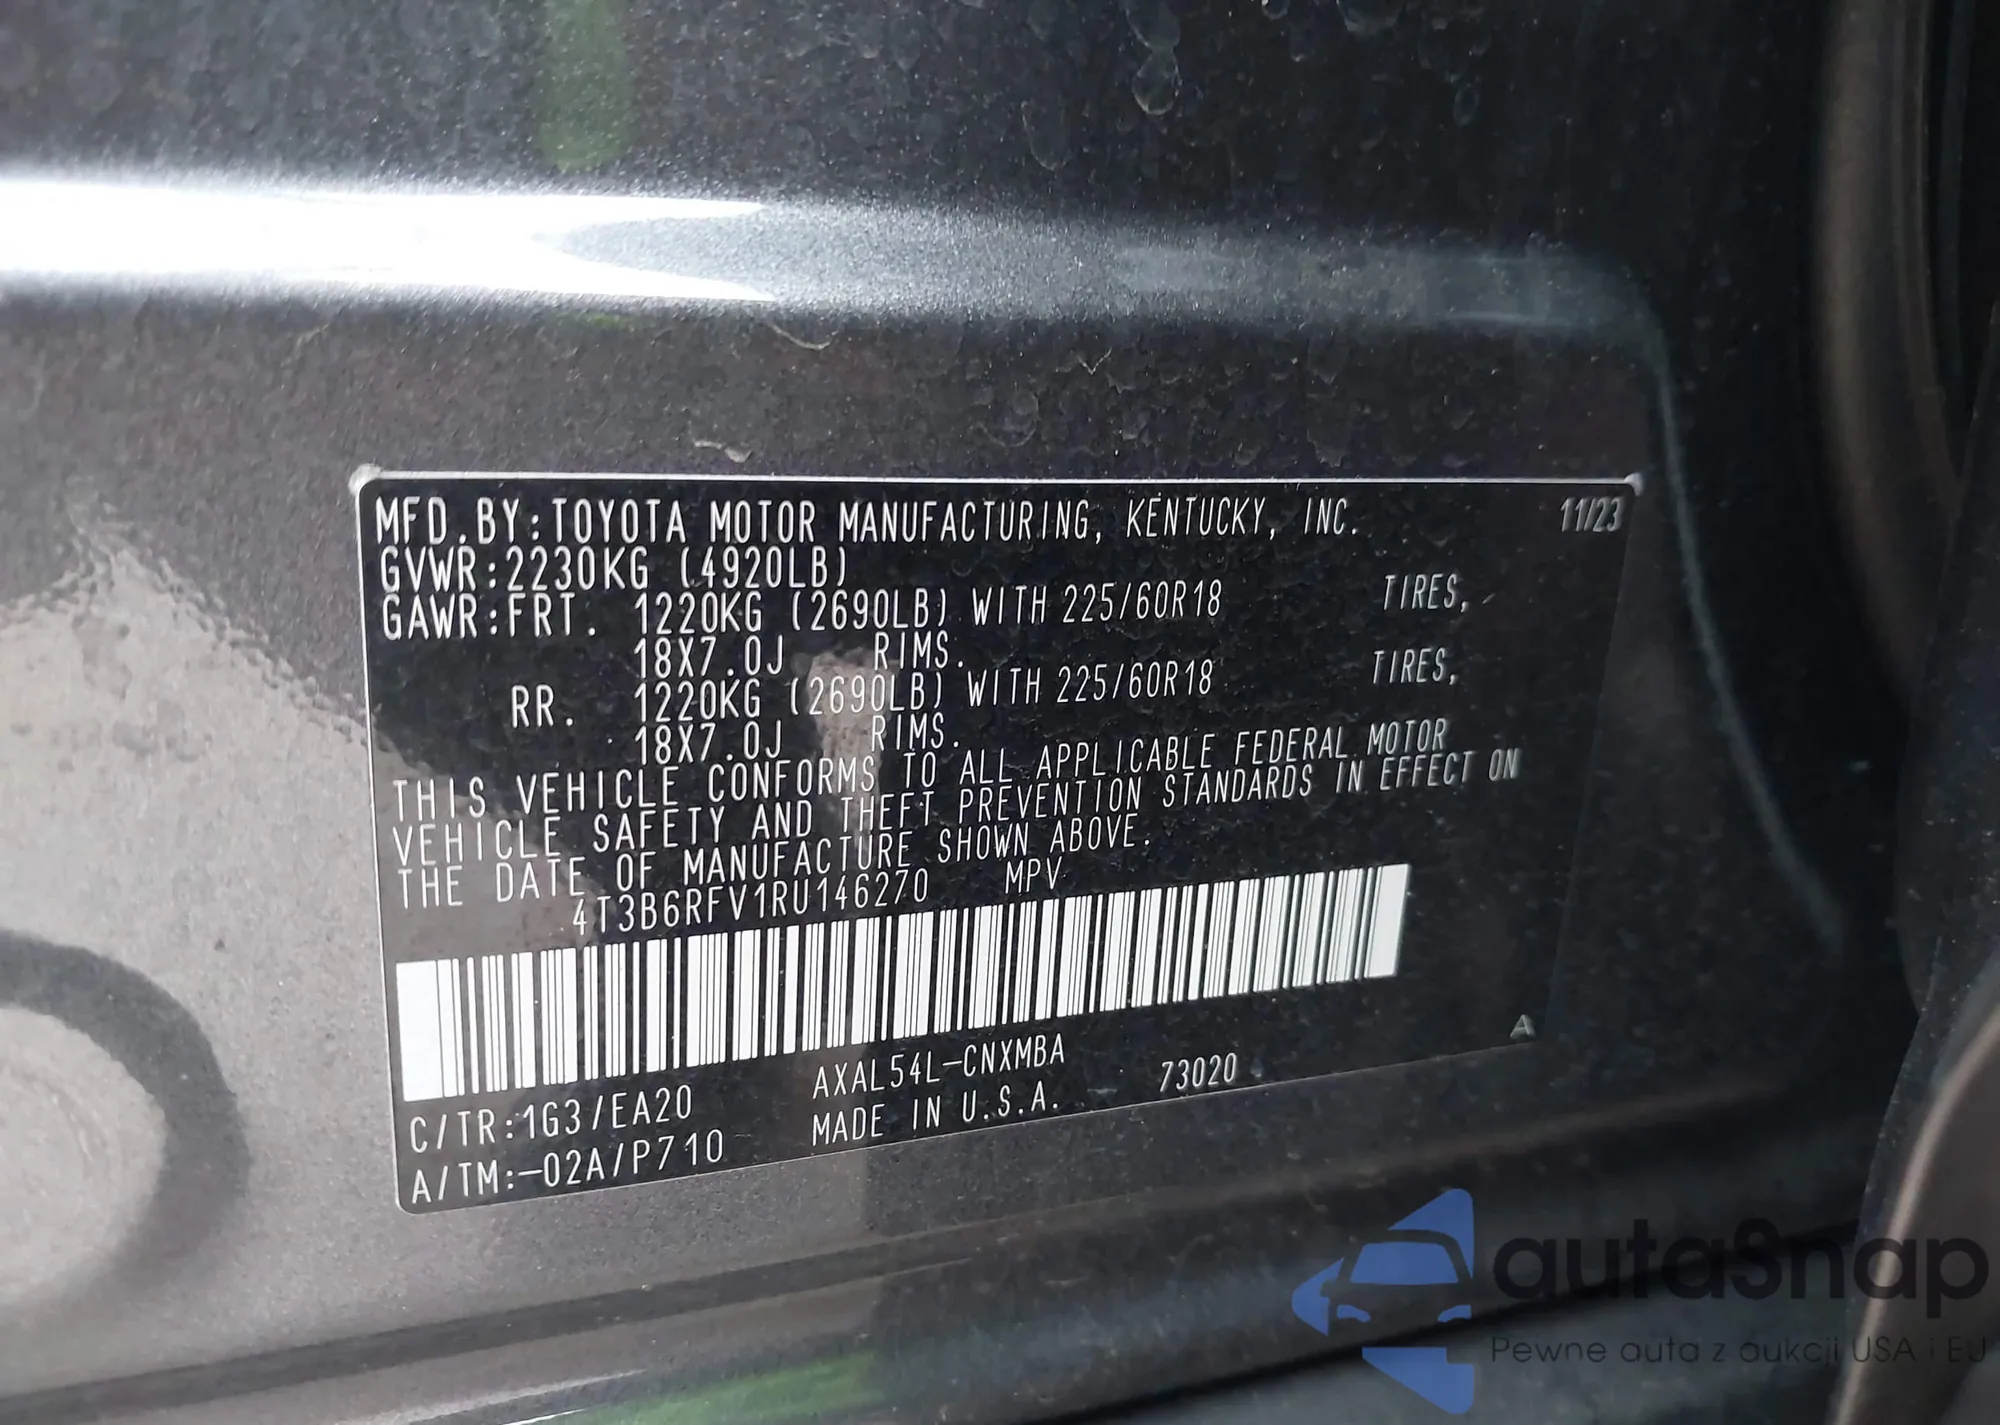 MFD.BY:TOYOTA MOTOR MANUFACTURING, KENTUCKY, INC. 11/23
GVWR:2230KG (4920LB)
GAWR:FRT. 1220KG (2690LB) WITH 225/60R18 TIRES,
18X7.0J RIMS.
RR. 1220KG (2690LB) WITH 225/60R18 TIRES,
18X7.0J RIMS.
THIS VEHICLE CONFORMS TO ALL APPLICABLE FEDERAL MOTOR
VEHICLE SAFETY AND THEFT PREVENTION STANDARDS IN EFFECT ON
THE DATE OF MANUFACTURE SHOWN ABOVE.
4T3B6RFV1RU146270 MPV
A
C/TR:1G3/EA20 AXAL54L-CNXMBA 73020
A/TM:-02A/P710 MADE IN U.S.A.
autaSnap
Pewne auta z aukcji USA i EU